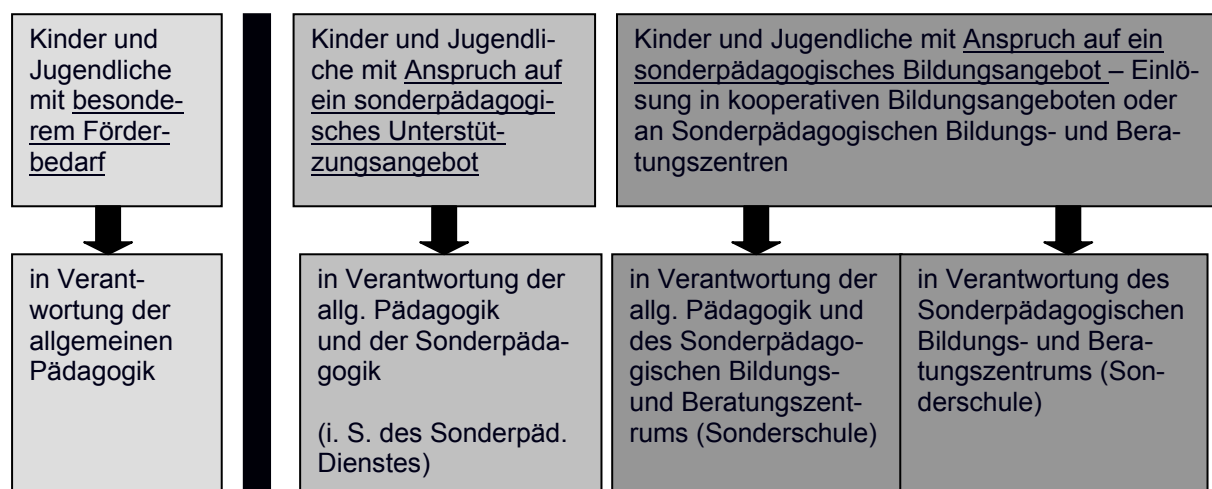 Kinder und
Jugendliche
mit besonde-
rem Förder-
bedarf
Kinder und Jugendli-
che mit Anspruch auf
ein sonderpädagogi-
sches Unterstüt-
zungsangebot
Kinder und Jugendliche mit Anspruch auf ein
sonderpädagogisches Bildungsangebot – Einlö-
sung in kooperativen Bildungsangeboten oder
an Sonderpädagogischen Bildungs- und Bera-
tungszentren
in Verant-
wortung der
allgemeinen
Pädagogik
in Verantwortung der
allg. Pädagogik
und der Sonderpäda-
gogik
(i. S. des Sonderpäd.
Dienstes)
in Verantwortung der
allg. Pädagogik und
des Sonderpädago-
gischen Bildungs-
und Beratungszent-
rums (Sonderschule)
in Verantwortung des
Sonderpädagogischen
Bildungs- und Bera-
tungszentrums (Son-
derschule)